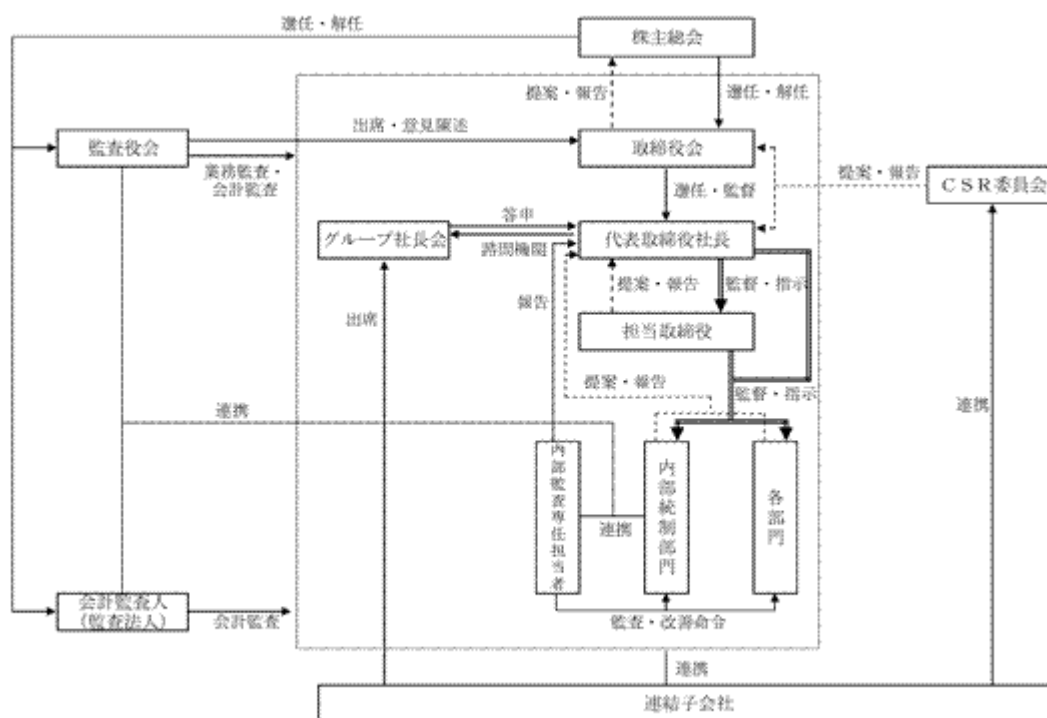 選任・解任
株主総会
提案・報告
選任・解任
出席・意見陳述
監査役会
取締役会
業務監査・
会計監査
提案・報告
CSR委員会
選任・監督
答申
グループ社長会
代表取締役社長
諮問機関
提案・報告
監督・指示
報告
出席
担当取締役
提案・報告
監督・指示
連携
連携
内部監査専任担当者
内部統制部門
各部門
連携
会計監査人
(監査法人)
会計監査
監査・改善命令
連携
連結子会社